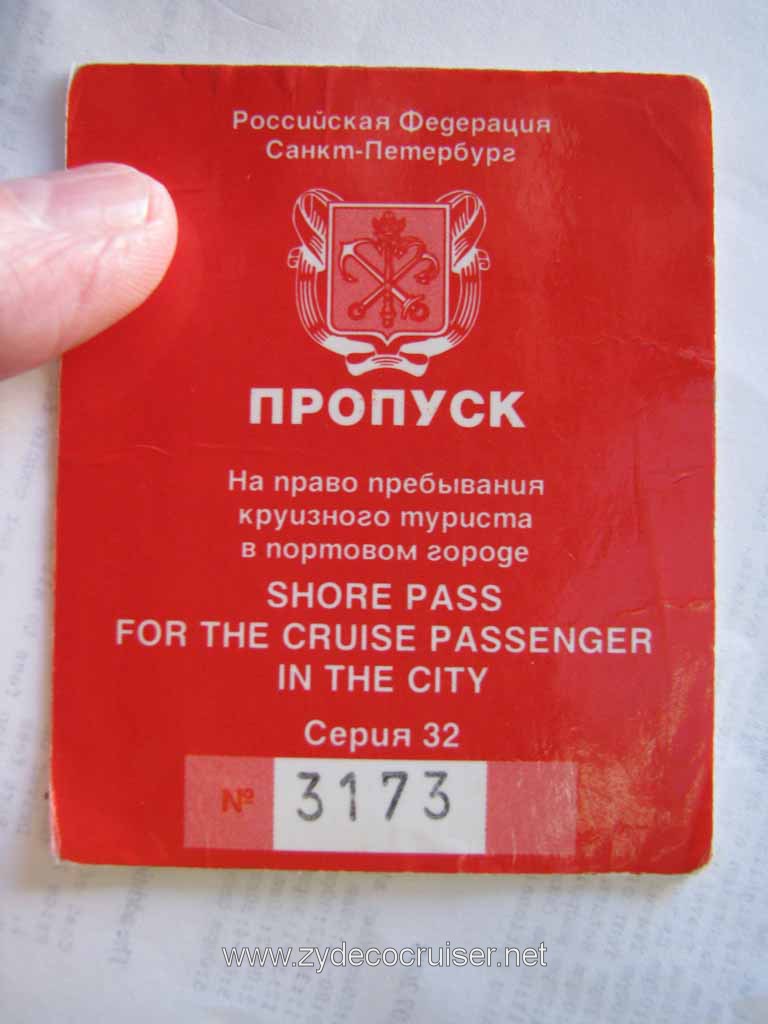 Российская Федерация
Санкт-Петербург
ПРОПУСК
На право пребывания
круизного туриста
в портовом городе
SHORE PASS
FOR THE CRUISE PASSENGER
IN THE CITY
Серия 32
№ 3173
www.zydecocruiser.net